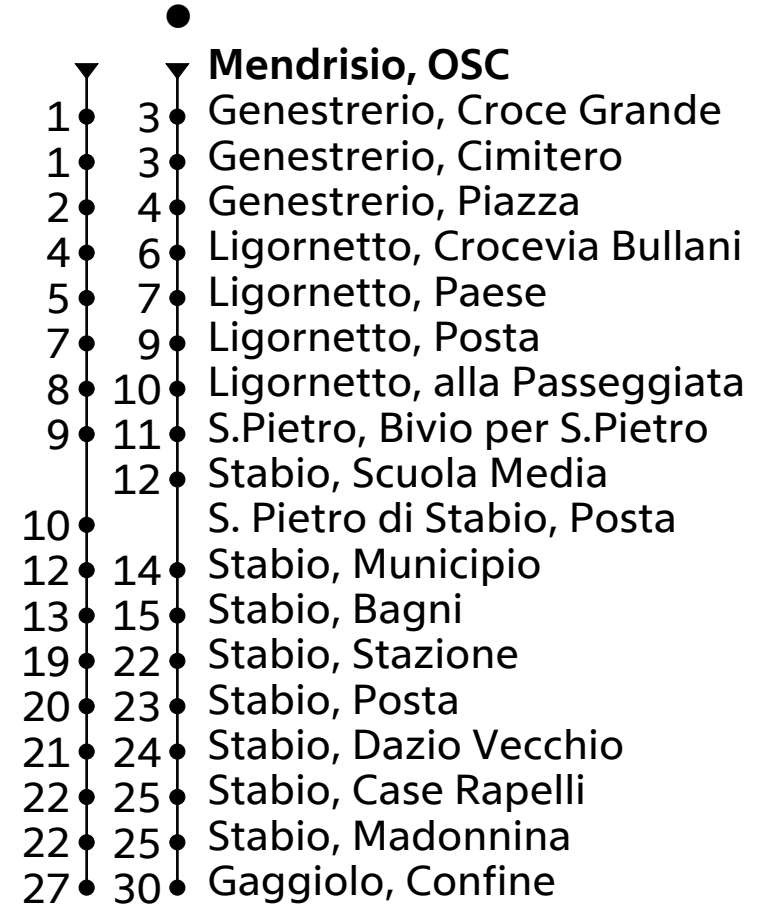 Mendrisio, OSC
1 3 Genestrerio, Croce Grande
1 3 Genestrerio, Cimitero
2 4 Genestrerio, Piazza
4 6 Ligornetto, Crocevia Bullani
5 7 Ligornetto, Paese
7 9 Ligornetto, Posta
8 10 Ligornetto, alla Passeggiata
9 11 S.Pietro, Bivio per S.Pietro
12 Stabio, Scuola Media
10 S. Pietro di Stabio, Posta
12 14 Stabio, Municipio
13 15 Stabio, Bagni
19 22 Stabio, Stazione
20 23 Stabio, Posta
21 24 Stabio, Dazio Vecchio
22 25 Stabio, Case Rapelli
22 25 Stabio, Madonnina
27 30 Gaggiolo, Confine